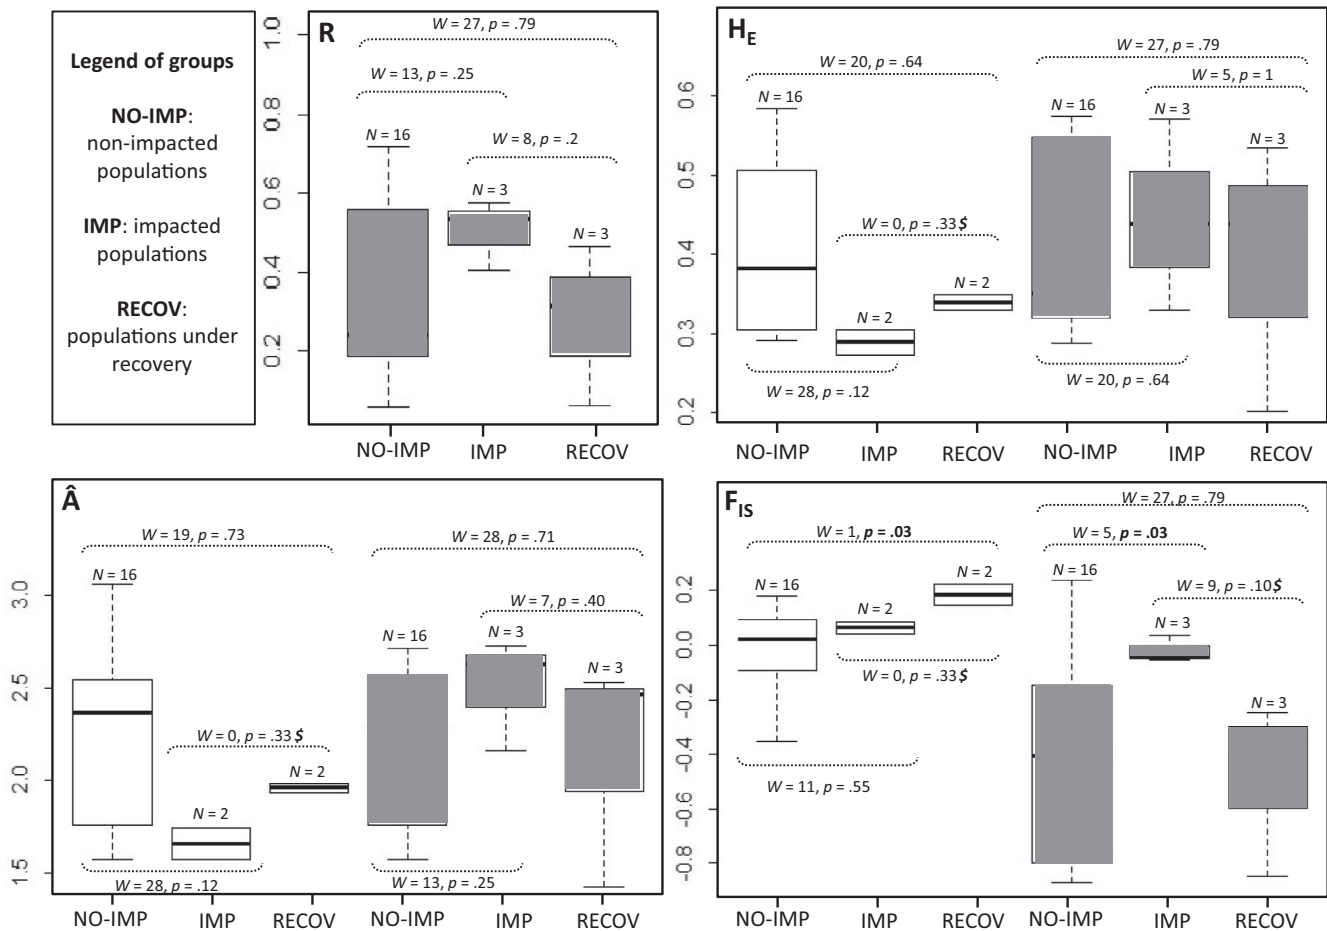 Legend of groups
NO-IMP:
non-impacted
populations
IMP: impacted
populations
RECOV:
populations under
recovery
R
W = 27, p = .79
W = 13, p = .25
W = 8, p = .2
N = 16
N = 3
N = 3
1.0
0.8
0.6
0.4
0.2
NO-IMP IMP RECOV
HE
W = 27, p = .79
W = 20, p = .64
W = 5, p = 1
N = 16
N = 16
N = 3
N = 3
W = 0, p = .33$
N = 2
N = 2
W = 28, p = .12
W = 20, p = .64
0.6
0.5
0.4
0.3
0.2
NO-IMP IMP RECOV NO-IMP IMP RECOV
Â
W = 19, p = .73
W = 28, p = .71
N = 16
W = 7, p = .40
N = 16
N = 3
N = 3
W = 0, p = .33$
N = 2
N = 2
W = 28, p = .12
W = 13, p = .25
3.0
2.5
2.0
1.5
NO-IMP IMP RECOV NO-IMP IMP RECOV
FIS
W = 27, p = .79
W = 1, p = .03
W = 5, p = .03
N = 16
N = 2
N = 2
N = 16
W = 9, p = .10$
N = 3
W = 0, p = .33$
N = 3
W = 11, p = .55
0.2
0.0
-0.2
-0.4
-0.6
-0.8
NO-IMP IMP RECOV NO-IMP IMP RECOV